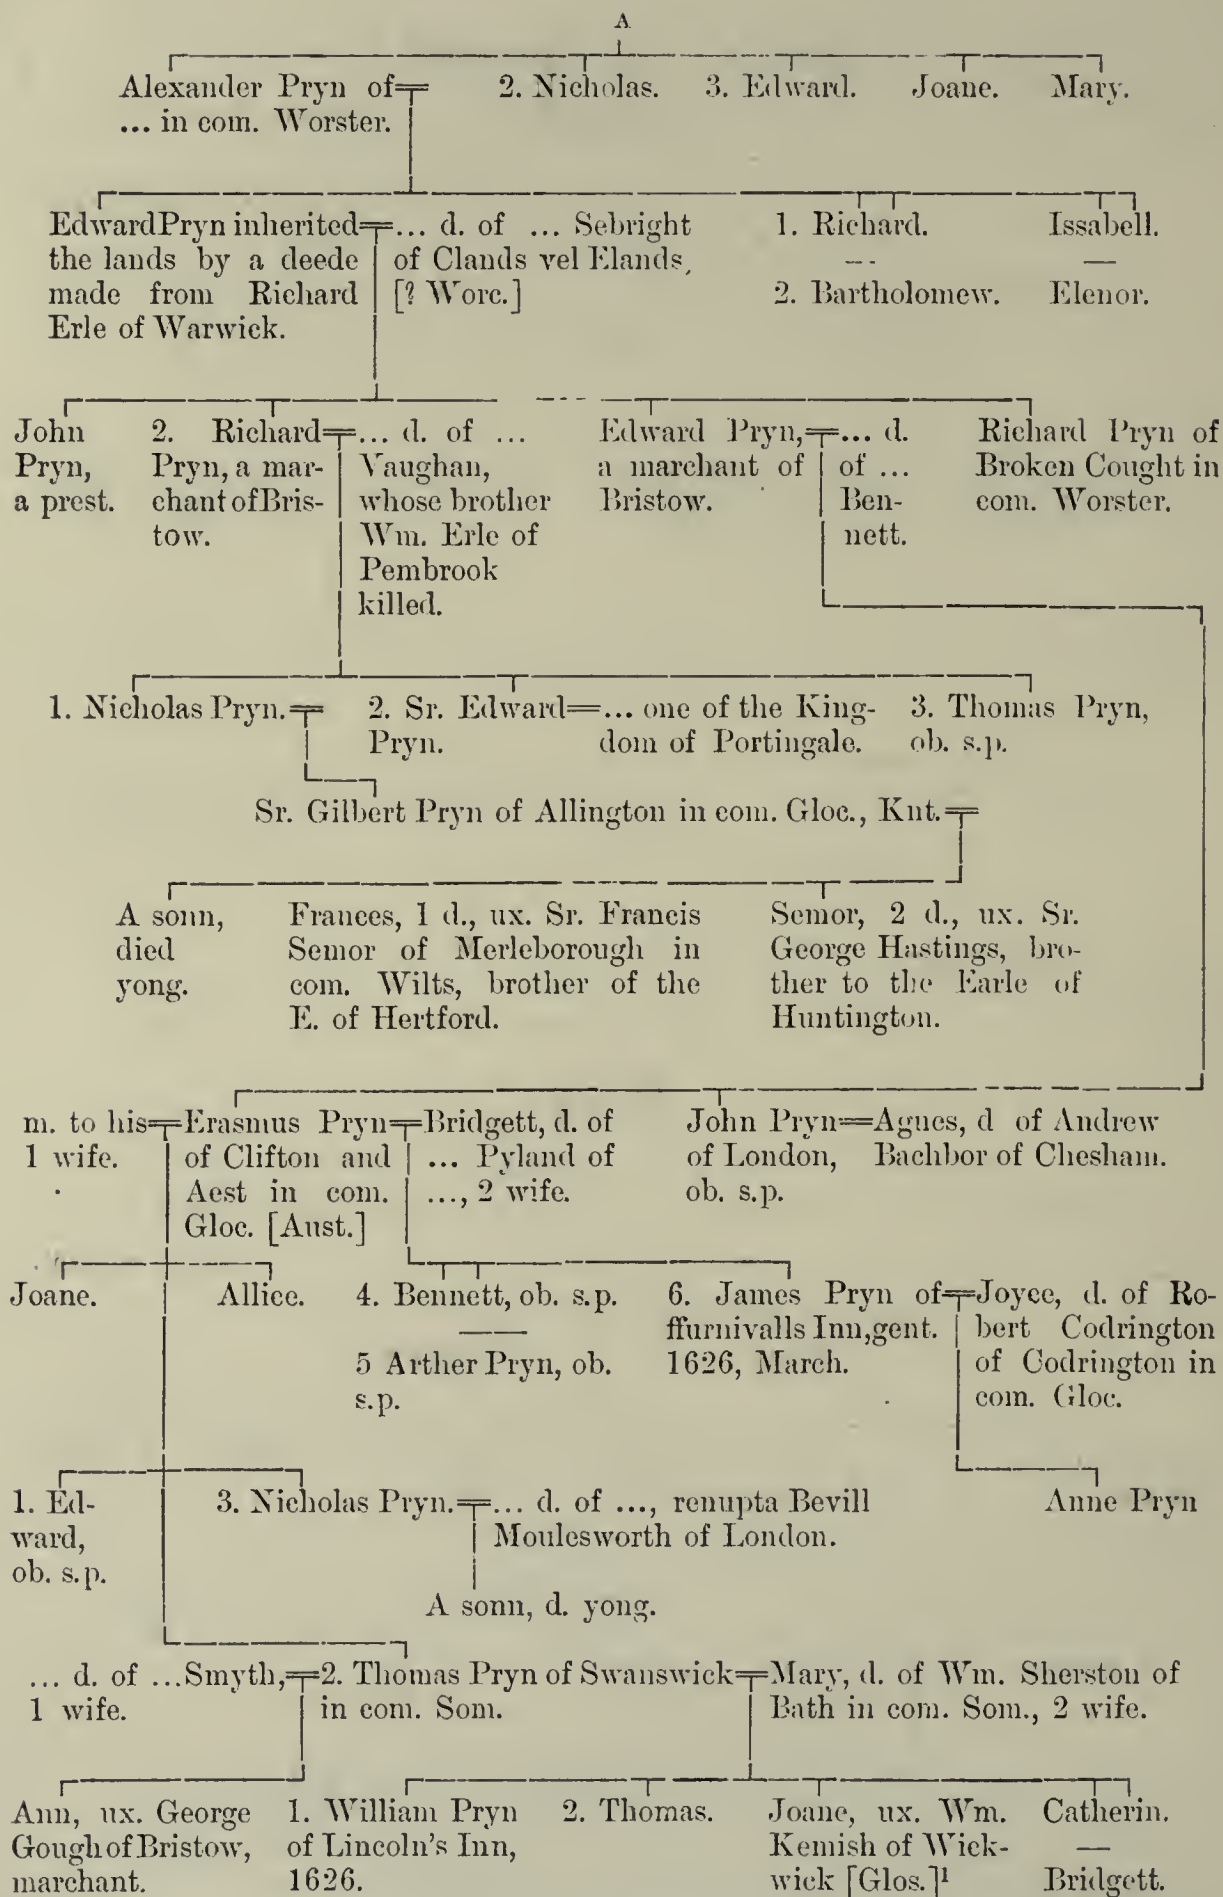 A
Alexander Pryn of
... in com. Worster.
2. Nicholas.
3. Edward.
Joane.
Mary.
Edward Pryn inherited
the lands by a deede
made from Richard
Erle of Warwick.
... d. of ... Sebright
of Clands vel Elands,
[? Worc.]
1. Richard.
—
2. Bartholomew.
Issabell.
—
Elenor.
John
Pryn,
a prest.
2. Richard
Pryn, a mar-
chant of Bris-
tow.
... d. of ...
Vaughan,
whose brother
Wm. Erle of
Pembrook
killed.
Edward Pryn,
a marchant of
Bristow.
... d.
of ...
Ben-
nett.
Richard Pryn of
Broken Cought in
com. Worster.
1. Nicholas Pryn.
2. Sr. Edward
Pryn.
... one of the King-
dom of Portingale.
3. Thomas Pryn,
ob. s.p.
Sr. Gilbert Pryn of Allington in com. Gloc., Knt.
A sonn,
died
yong.
Frances, 1 d., ux. Sr. Francis
Semor of Merleborough in
com. Wilts, brother of the
E. of Hertford.
Semor, 2 d., ux. Sr.
George Hastings, bro-
ther to the Earle of
Huntington.
m. to his
1 wife.
Erasmus Pryn
of Clifton and
Aest in com.
Gloc. [Aust.]
Bridgett, d. of
... Pyland of
..., 2 wife.
John Pryn
of London,
ob. s.p.
Agnes, d of Andrew
Bachbor of Chesham.
Joane.
Allice.
4. Bennett, ob. s.p.
—
5 Arther Pryn, ob.
s.p.
6. James Pryn of
ffurnivalls Inn, gent.
1626, March.
Joyce, d. of Ro-
bert Codrington
of Codrington in
com. Gloc.
1. Ed-
ward,
ob. s.p.
3. Nicholas Pryn.
... d. of ..., renupta Bevill
Moulesworth of London.
Anne Pryn
A sonn, d. yong.
... d. of ... Smyth,
1 wife.
2. Thomas Pryn of Swanswick
in com. Som.
Mary, d. of Wm. Sherston of
Bath in com. Som., 2 wife.
Ann, ux. George
Gough of Bristow,
marchant.
1. William Pryn
of Lincoln's Inn,
1626.
2. Thomas.
Joane, ux. Wm.
Kemish of Wick-
wick [Glos.]¹
Catherin.
—
Bridgett.